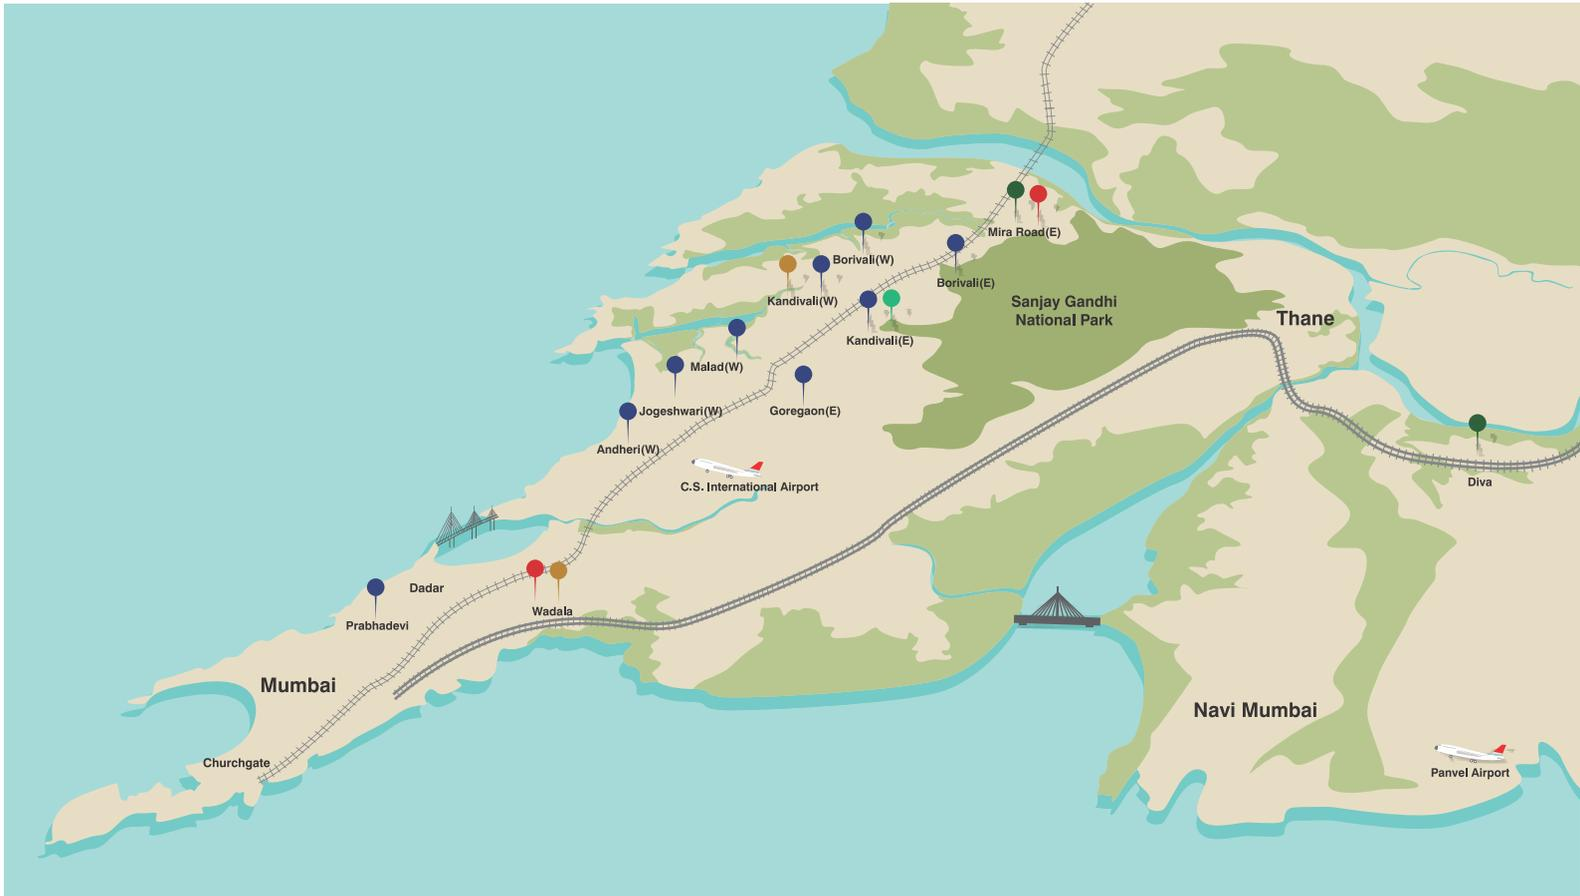 Mira Road(E)
Borivali(W)
Borivali(E)
Kandivali(W)
Sanjay Gandhi
National Park
Thane
Kandivali(E)
Malad(W)
Jogeshwari(W)
Goregaon(E)
Andheri(W)
C.S. International Airport
Diva
Dadar
Wadala
Prabhadevi
Mumbai
Navi Mumbai
Churchgate
Panvel Airport